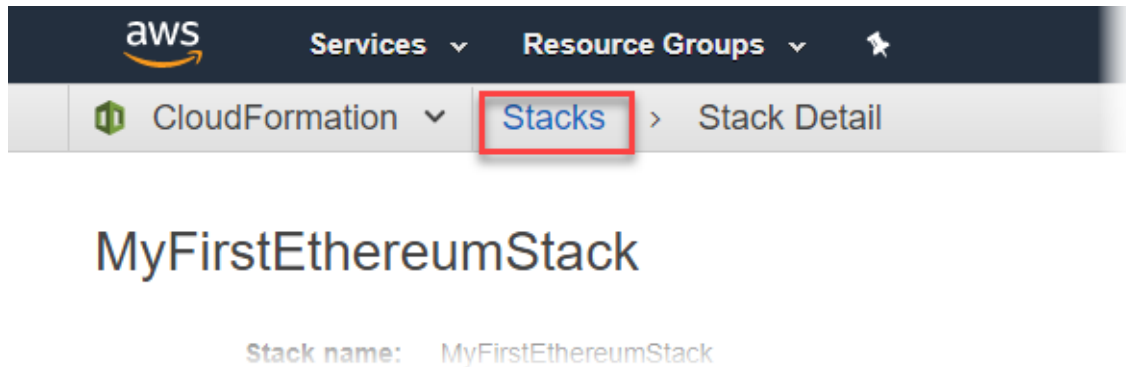 aws Services Resource Groups
CloudFormation Stacks > Stack Detail
MyFirstEthereumStack
Stack name: MyFirstEthereumStack